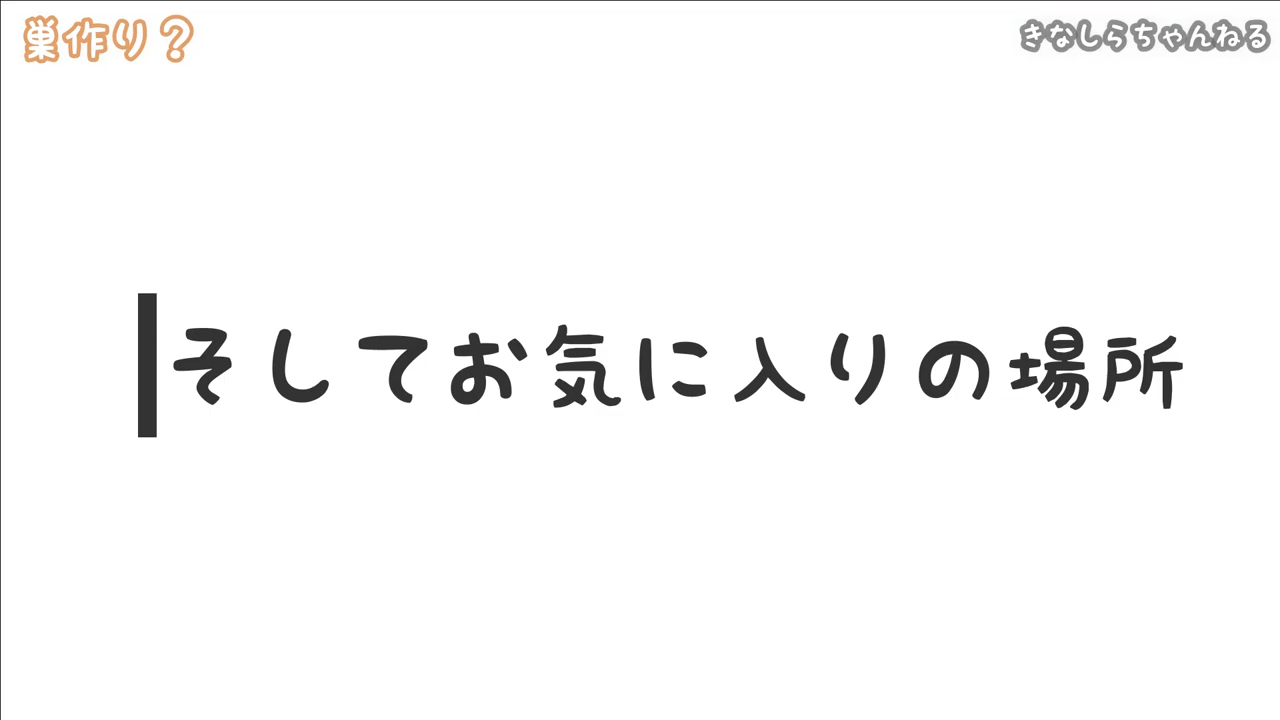 巣作り？
きなしらちゃんねる
そしてお気に入りの場所